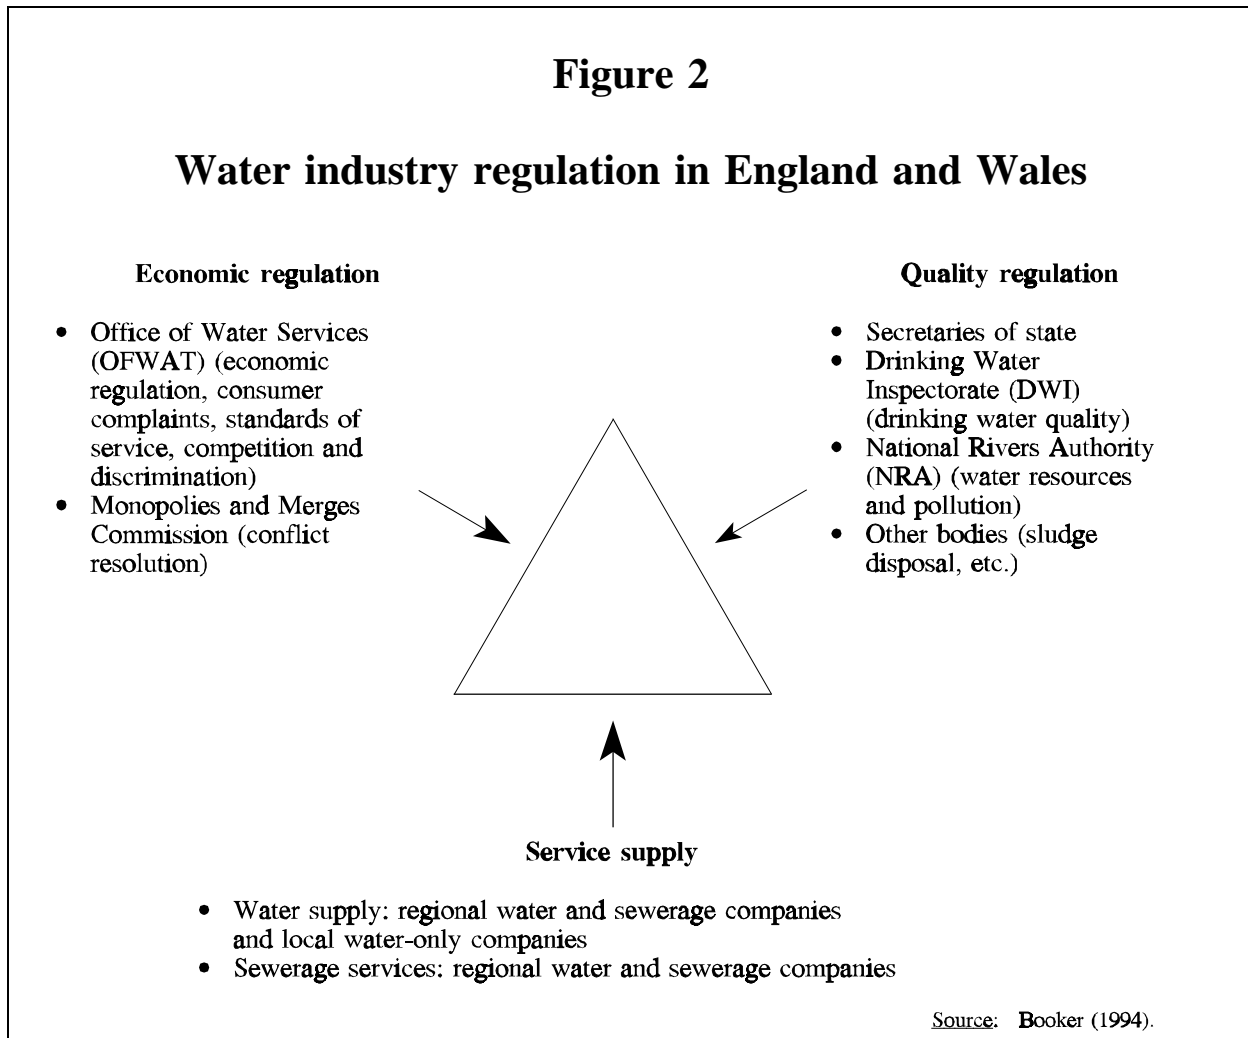 Figure 2
Water industry regulation in England and Wales
Economic regulation
• Office of Water Services
(OFWAT) (economic
regulation, consumer
complaints, standards of
service, competition and
discrimination)
• Monopolies and Merges
Commission (conflict
resolution)
Quality regulation
• Secretaries of state
• Drinking Water
Inspectorate (DWI)
(drinking water quality)
• National Rivers Authority
(NRA) (water resources
and pollution)
• Other bodies (sludge
disposal, etc.)
Service supply
• Water supply: regional water and sewerage companies
and local water-only companies
• Sewerage services: regional water and sewerage companies
Source: Booker (1994).